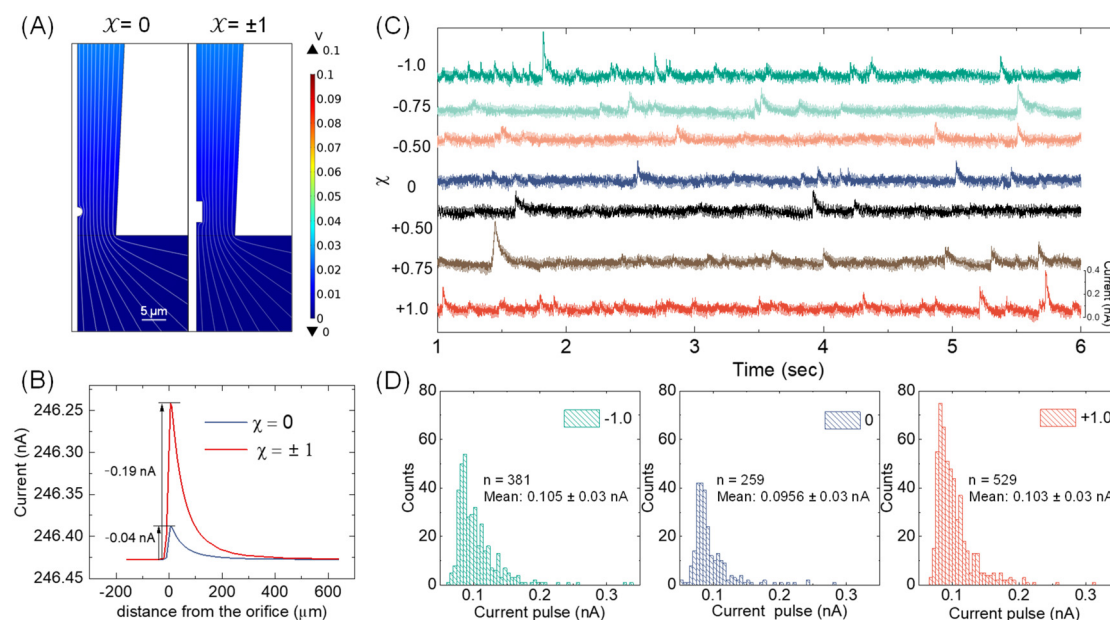 (A)
χ = 0
χ = ±1
V
0.1
0.1
0.09
0.08
0.07
0.06
0.05
0.04
0.03
0.02
0.01
0
0
5 μm
(C)
χ
-1.0
-0.75
-0.50
0
+0.50
+0.75
+1.0
0.4
0.2
0.0
Current (nA)
1
2
3
4
5
6
Time (sec)
(B)
Current (nA)
246.25
246.30
246.35
246.40
246.45
χ = 0
χ = ± 1
-0.19 nA
-0.04 nA
-200
0
200
400
600
distance from the orifice (μm)
(D)
Counts
80
60
40
20
0
-1.0
n = 381
Mean: 0.105 ± 0.03 nA
0.1
0.2
0.3
Current pulse (nA)
Counts
80
60
40
20
0
0
n = 259
Mean: 0.0956 ± 0.03 nA
0.1
0.2
0.3
Current pulse (nA)
Counts
80
60
40
20
0
+1.0
n = 529
Mean: 0.103 ± 0.03 nA
0.1
0.2
0.3
Current pulse (nA)